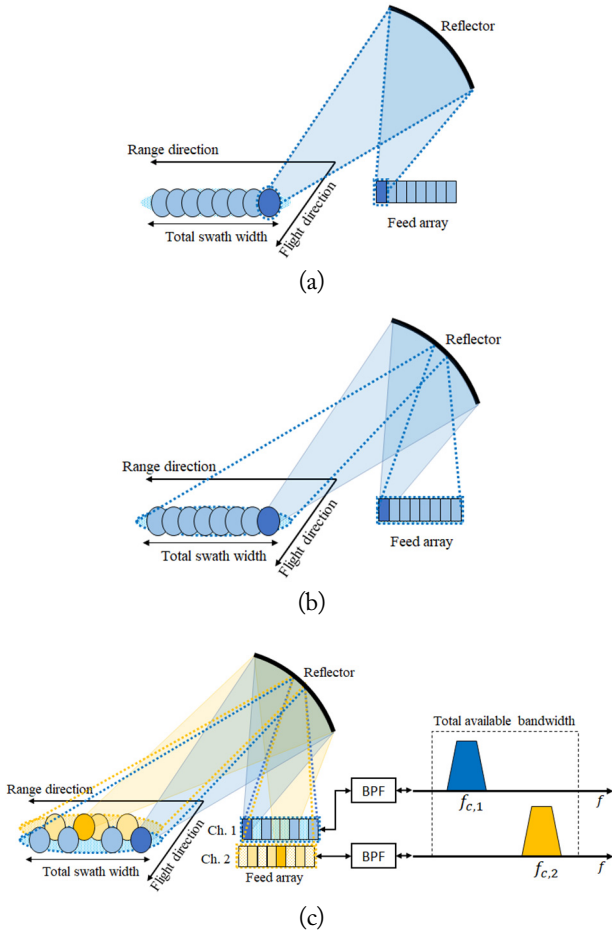 Reflector
Range direction
Flight direction
Total swath width
Feed array
(a)
Reflector
Range direction
Flight direction
Total swath width
Feed array
(b)
Reflector
Total available bandwidth
Range direction
BPF
f_{c,1}
f
Ch. 1
Ch. 2
BPF
Total swath width
Flight direction
Feed array
f_{c,2}
f
(c)